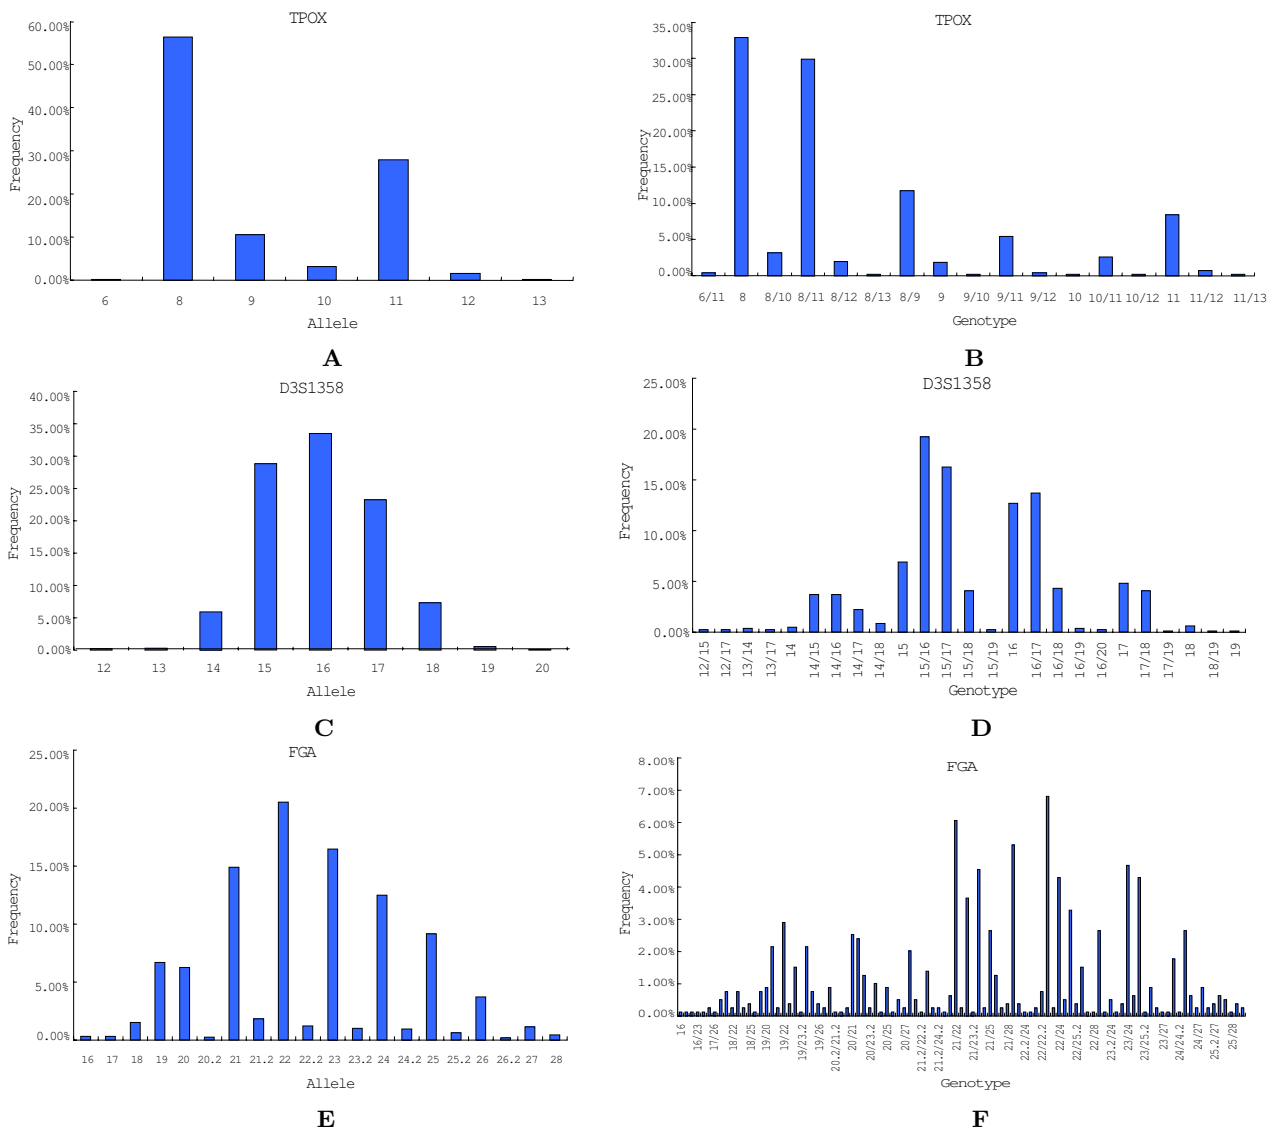 TPOX
60.00%
50.00%
40.00%
30.00%
20.00%
10.00%
0.00%
Frequency
6 8 9 10 11 12 13
Allele
A
TPOX
35.00%
30.00%
25.00%
20.00%
15.00%
10.00%
5.00%
0.00%
Frequency
6/11 8 8/10 8/11 8/12 8/13 8/9 9 9/10 9/11 9/12 10 10/11 10/12 11 11/12 11/13
Genotype
B
D3S1358
40.00%
35.00%
30.00%
25.00%
20.00%
15.00%
10.00%
5.00%
0.00%
Frequency
12 13 14 15 16 17 18 19 20
Allele
C
D3S1358
25.00%
20.00%
15.00%
10.00%
5.00%
0.00%
Frequency
12/15 12/17 13/14 13/17 14 14/15 14/16 14/17 14/18 15 15/16 15/17 15/18 15/19 16 16/17 16/18 16/19 16/20 17 17/18 17/19 18 18/19 19
Genotype
D
FGA
25.00%
20.00%
15.00%
10.00%
5.00%
0.00%
Frequency
16 17 18 19 20 20.2 21 21.2 22 22.2 23 23.2 24 24.2 25 25.2 26 26.2 27 28
Allele
E
FGA
8.00%
7.00%
6.00%
5.00%
4.00%
3.00%
2.00%
1.00%
0.00%
Frequency
16 16/23 17/26 18/22 18/25 19/20 19/22 19/23.2 19/26 20.2/21.2 20/21 20/23.2 20/25 20/27 21.2/22.2 21.2/24.2 21/22 21/23.2 21/25 21/28 22.2/24 22/22.2 22/24 22/25.2 22/28 23.2/24 23/24 23/25.2 23/27 24/24.2 24/27 25.2/27 25/28
Genotype
F